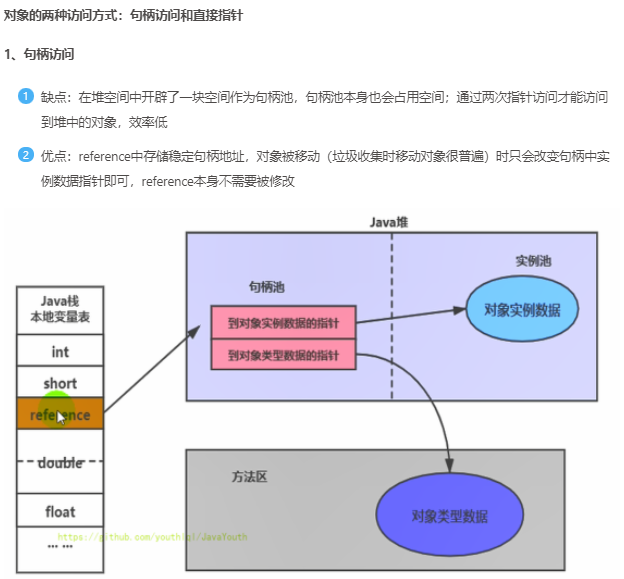 对象的两种访问方式：句柄访问和直接指针
1、句柄访问
1 缺点：在堆空间中开辟了一块空间作为句柄池，句柄池本身也会占用空间；通过两次指针访问才能访问
到堆中的对象，效率低
2 优点：reference中存储稳定句柄地址，对象被移动（垃圾收集时移动对象很普遍）时只会改变句柄中实
例数据指针即可，reference本身不需要被修改
Java堆
实例池
句柄池
Java栈
本地变量表
对象实例数据
到对象实例数据的指针
int
到对象类型数据的指针
short
reference
double
方法区
对象类型数据
float
https://github.com/youthlql/JavaYouth
... ...